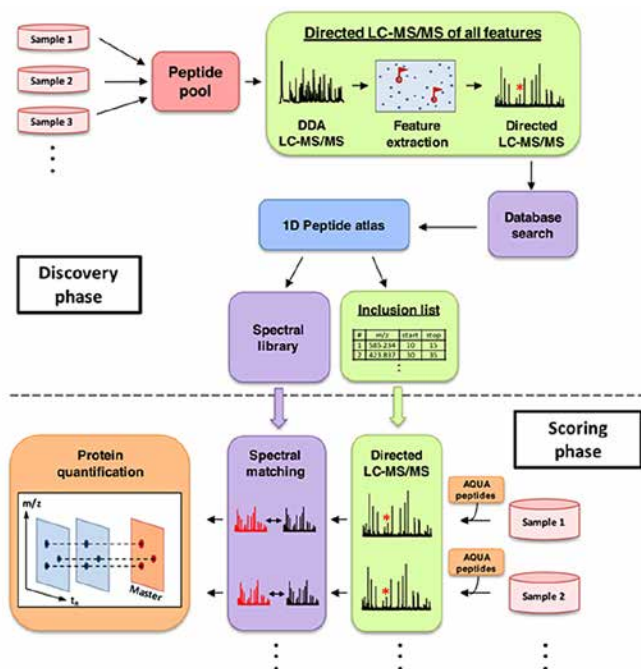 Sample 1
Sample 2
Sample 3
Peptide
pool
Directed LC-MS/MS of all features
DDA
LC-MS/MS
Feature
extraction
Directed
LC-MS/MS
1D Peptide atlas
Database
search
Discovery
phase
Spectral
library
Inclusion list
# m/z start stop
1 585.234 10 15
2 423.837 30 35
Scoring
phase
Protein
quantification
m/z
tR
Master
Spectral
matching
Directed
LC-MS/MS
AQUA
peptides
Sample 1
AQUA
peptides
Sample 2